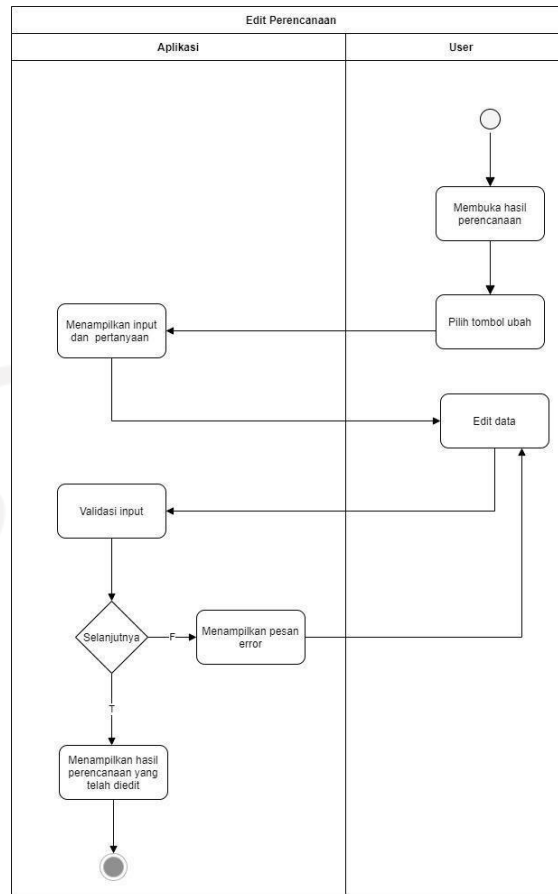 Edit Perencanaan
Aplikasi
User
Membuka hasil
perencanaan
Pilih tombol ubah
Menampilkan input
dan pertanyaan
Edit data
Validasi input
Selanjutnya
F
Menampilkan pesan
error
T
Menampilkan hasil
perencanaan yang
telah diedit